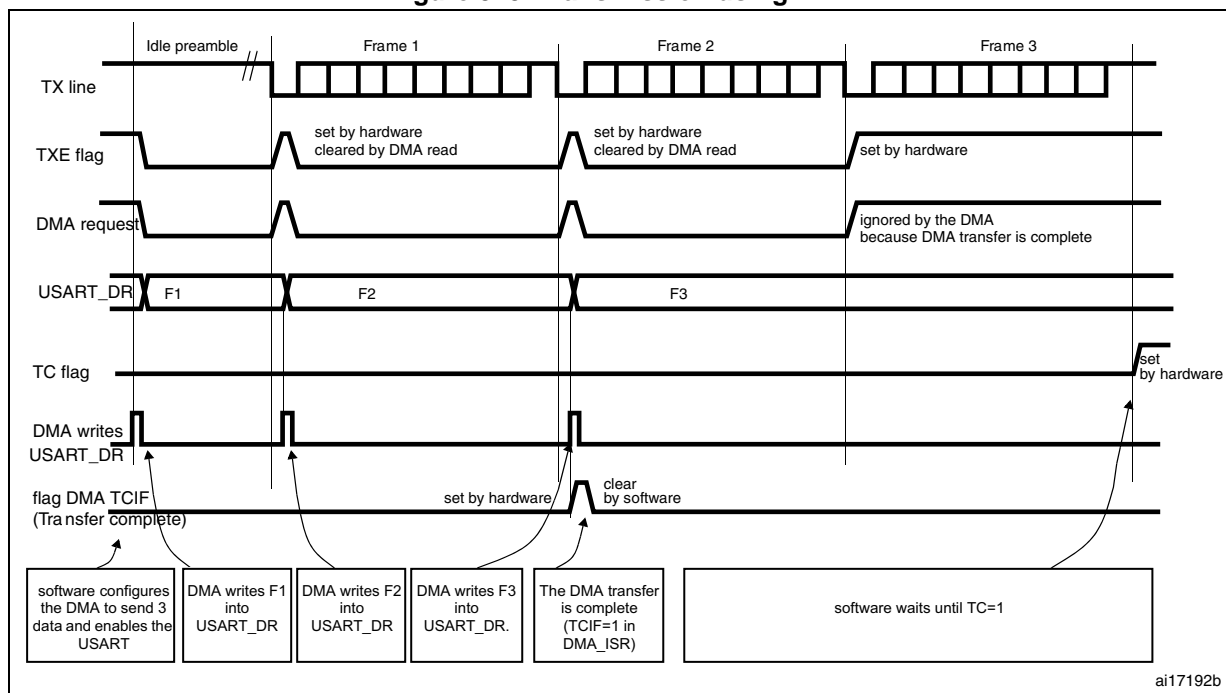 Idle preamble
Frame 1
Frame 2
Frame 3
TX line
TXE flag
set by hardware
cleared by DMA read
set by hardware
cleared by DMA read
set by hardware
DMA request
ignored by the DMA
because DMA transfer is complete
USART_DR
F1
F2
F3
TC flag
set
by hardware
DMA writes
USART_DR
flag DMA TCIF
(Transfer complete)
set by hardware
clear
by software
software configures
the DMA to send 3
data and enables the
USART
DMA writes F1
into
USART_DR
DMA writes F2
into
USART_DR
DMA writes F3
into
USART_DR.
The DMA transfer
is complete
(TCIF=1 in
DMA_ISR)
software waits until TC=1
ai17192b